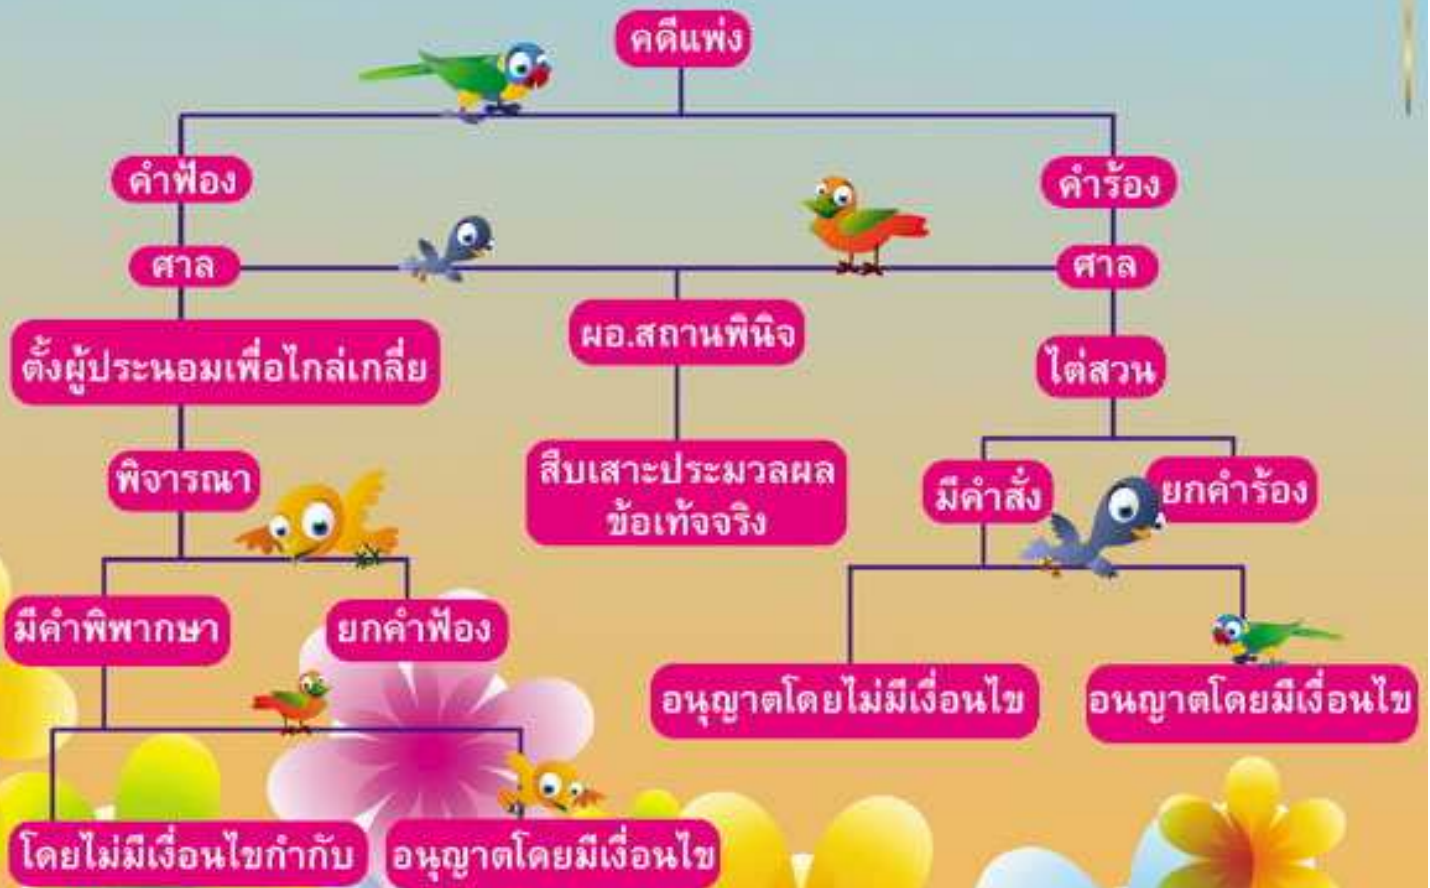 คดีแพ่ง
คำฟ้อง
คำร้อง
ศาล
ศาล
ตั้งผู้ประนอมเพื่อไกล่เกลี่ย
ผอ.สถานพินิจ
ไต่สวน
พิจารณา
สืบเสาะประมวลผล
ข้อเท้จจริง
มีคำสั่ง
ยกคำร้อง
มีคำพิพากษา
ยกคำฟ้อง
อนุญาตโดยไม่มีเงื่อนไข
อนญาตโดยมีเงื่อนไข
โดยไม่มีเงื่อนไขกำกับ
อนุญาตโดยมีเงื่อนไข